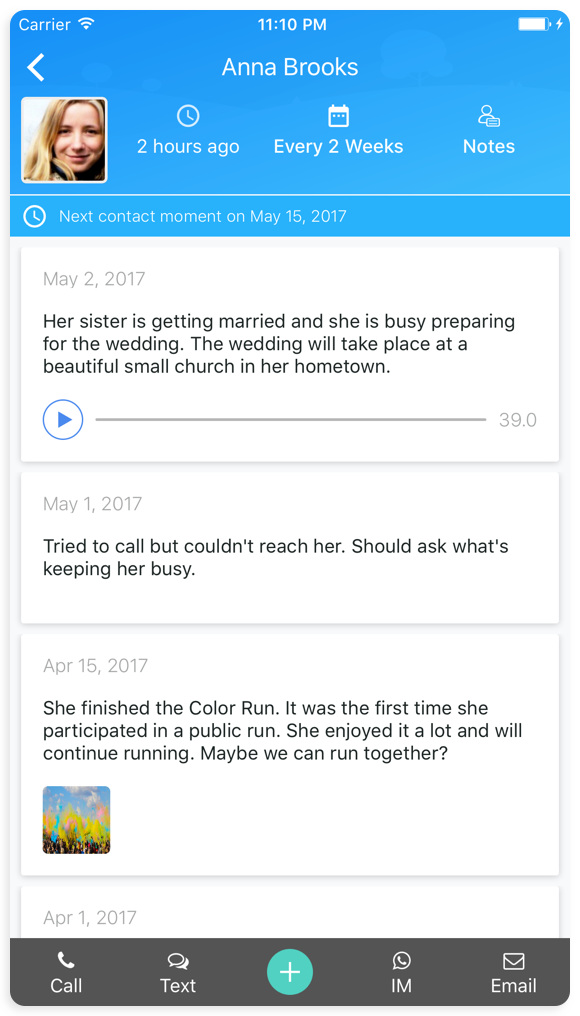 Carrier 11:10 PM
Anna Brooks
2 hours ago Every 2 Weeks Notes
Next contact moment on May 15, 2017
May 2, 2017
Her sister is getting married and she is busy preparing
for the wedding. The wedding will take place at a
beautiful small church in her hometown.
39.0
May 1, 2017
Tried to call but couldn't reach her. Should ask what's
keeping her busy.
Apr 15, 2017
She finished the Color Run. It was the first time she
participated in a public run. She enjoyed it a lot and will
continue running. Maybe we can run together?
Apr 1, 2017
Call Text IM Email